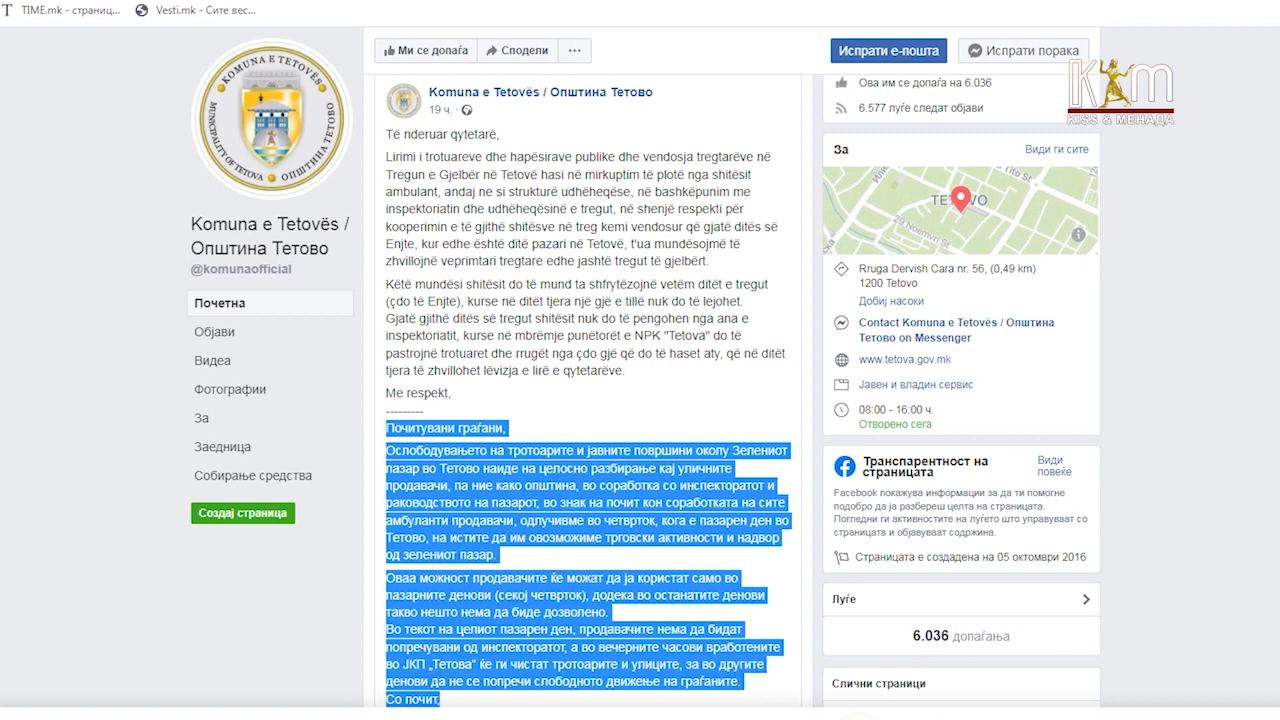 TIME.mk - страниц...
Vesti.mk - Сите вес...
KOMUNA E TETOVËS
MUNICIPALITY OF TETOVA
ОПШТИНА ТЕТОВО
Komuna e Tetovës /
Општина Тетово
@komunaofficial
Почетна
Објави
Видеа
Фотографии
За
Заедница
Собирање средства
Создај страница
Ми се допаѓа
Сподели
...
Испрати е-пошта
Испрати порака
Komuna e Tetovës / Општина Тетово
19 ч. ·
Të nderuar qytetarë,
Lirimi i trotuareve dhe hapësirave publike dhe vendosja tregtarëve në
Tregun e Gjelbër në Tetovë hasi në mirkuptim të plotë nga shitësit
ambulant, andaj ne si strukturë udhëheqëse, në bashkëpunim me
inspektoriatin dhe udhëheqësinë e tregut, në shenjë respekti për
kooperimin e të gjithë shitësve në treg kemi vendosur që gjatë ditës së
Enjte, kur edhe është ditë pazari në Tetovë, t'ua mundësojmë të
zhvillojnë veprimtari tregtare edhe jashtë tregut të gjelbërt.
Këtë mundësi shitësit do të mund ta shfrytëzojnë vetëm ditët e tregut
(çdo të Enjte), kurse në ditët tjera një gjë e tillë nuk do të lejohet.
Gjatë gjithë ditës së tregut shitësit nuk do të pengohen nga ana e
inspektoriatit, kurse në mbrëmje punëtorët e NPK "Tetova" do të
pastrojnë trotuaret dhe rrugët nga çdo gjë që do të haset aty, që në ditët
tjera të zhvillohet lëvizja e lirë e qytetarëve.
Me respekt,
---------
Почитувани граѓани,
Ослободувањето на тротоарите и јавните површини околу Зелениот
пазар во Тетово наиде на целосно разбирање кај уличните
продавачи, па ние како општина, во соработка со инспекторатот и
раководството на пазарот, во знак на почит кон соработката на сите
амбуланти продавачи, одлучивме во четврток, кога е пазарен ден во
Тетово, на истите да им овозможиме трговски активности и надвор
од зелениот пазар.
Оваа можност продавачите ќе можат да ја користат само во
пазарните денови (секој четврток), додека во останатите денови
такво нешто нема да биде дозволено.
Во текот на целиот пазарен ден, продавачите нема да бидат
попречувани од инспекторатот, а во вечерните часови вработените
во ЈКП „Тетова“ ќе ги чистат тротоарите и улиците, за во другите
денови да не се попречи слободното движење на граѓаните.
Со почит,
Ова им се допаѓа на 6.036
6.577 луѓе следат објави
K m
KISS & МЕНАДА
За
Види ги сите
TETOVO
29 Noemvri St
Tito St
Rruga Dervish Cara nr. 56, (0,49 km)
1200 Tetovo
Добиј насоки
Contact Komuna e Tetovës / Општина
Тетово on Messenger
www.tetova.gov.mk
Јавен и владин сервис
08:00 - 16:00 ч.
Отворено сега
Транспарентност на
страницата
Види
повеќе
Facebook покажува информации за да ти помогне
подобро да ја разбереш целта на страницата.
Погледни ги активностите на луѓето што управуваат со
страницата и објавуваат содржина.
Страницата е создадена на 05 октомври 2016
Луѓе
6.036 допаѓања
Слични страници